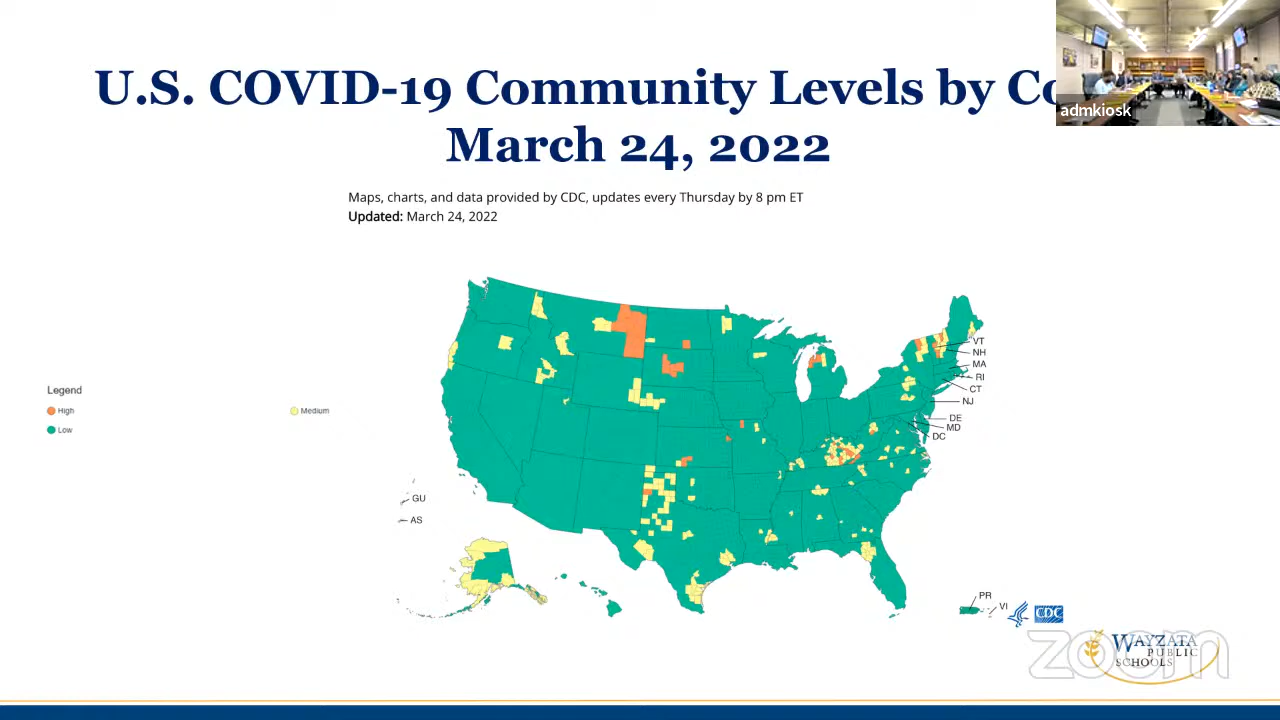 U.S. COVID-19 Community Levels by Co
March 24, 2022
admkiosk
Maps, charts, and data provided by CDC, updates every Thursday by 8 pm ET
Updated: March 24, 2022
Legend
High
Medium
Low
VT
NH
MA
RI
CT
NJ
DE
MD
DC
GU
AS
PR
VI
CDC
zoom
WAYZATA
PUBLIC
SCHOOLS